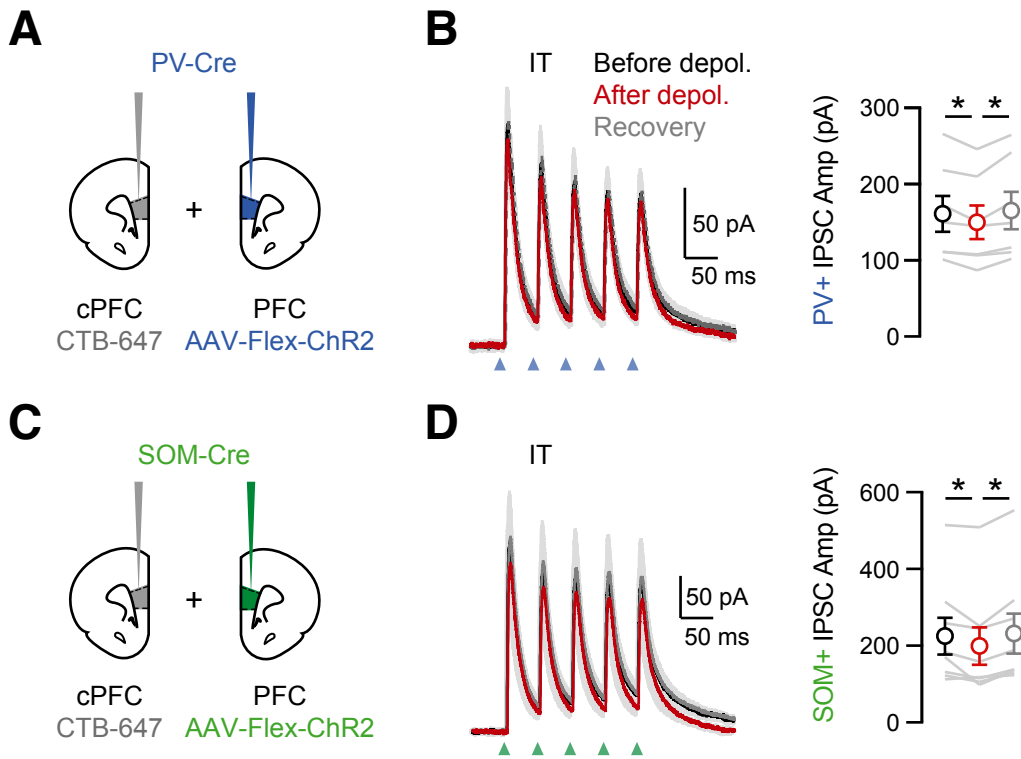 A
PV-Cre
+
cPFC
CTB-647
PFC
AAV-Flex-ChR2
B
IT
Before depol.
After depol.
Recovery
50 pA
50 ms
PV+ IPSC Amp (pA)
300
200
100
0
* *
C
SOM-Cre
+
cPFC
CTB-647
PFC
AAV-Flex-ChR2
D
IT
50 pA
50 ms
SOM+ IPSC Amp (pA)
600
400
200
0
* *